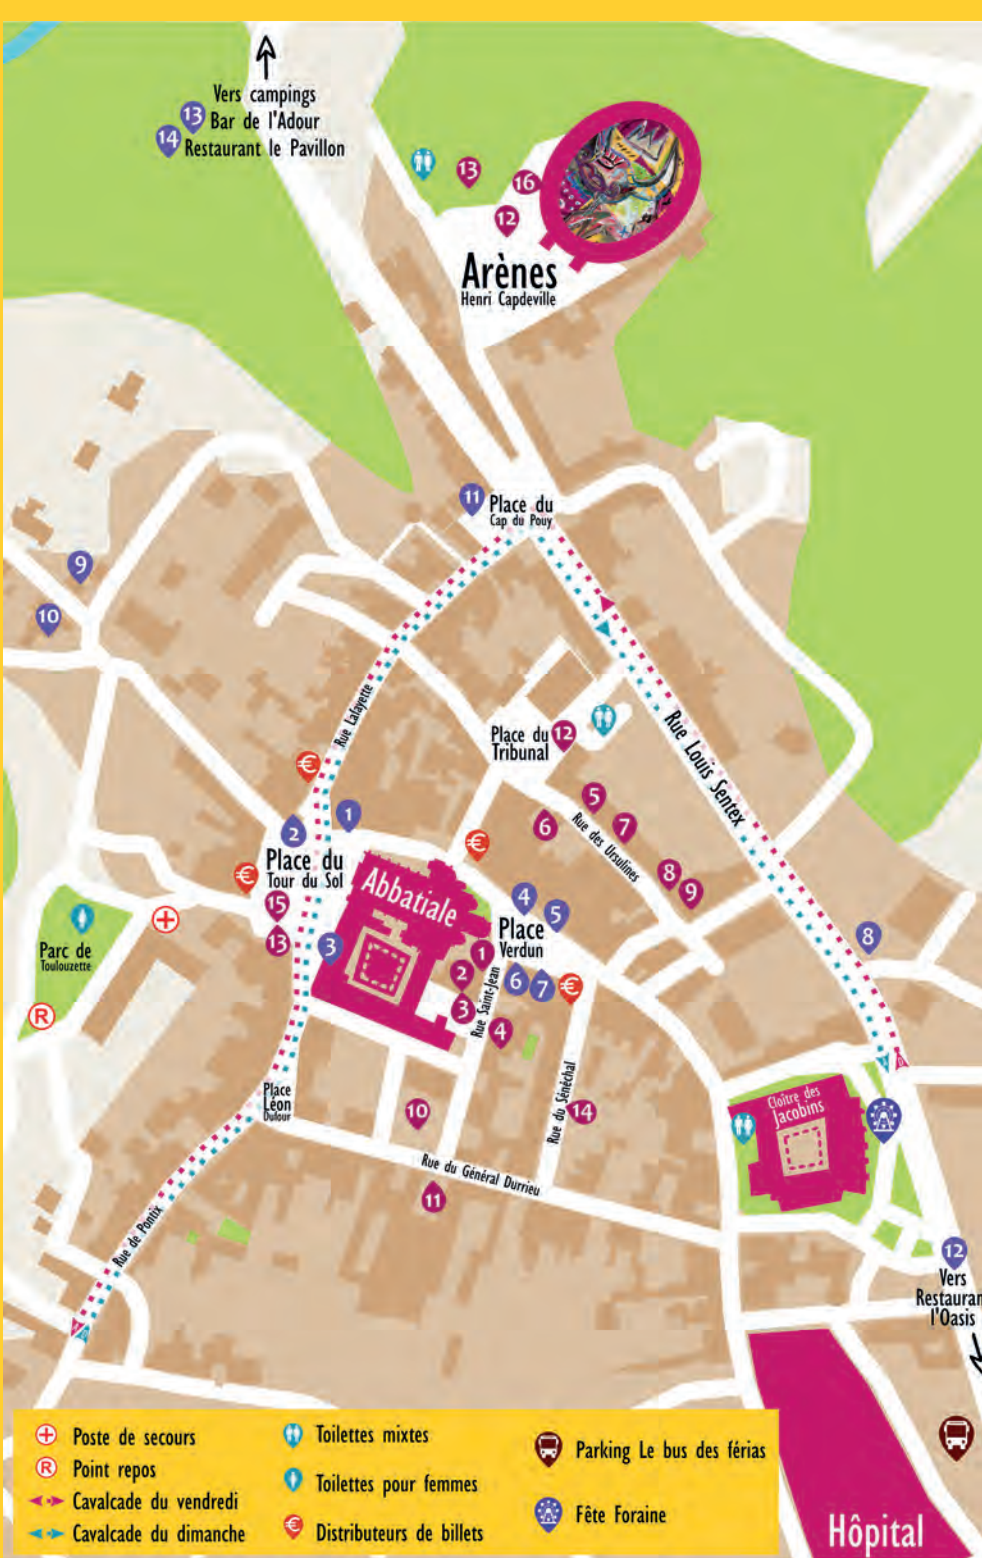 Vers campings
13 Bar de l'Adour
14 Restaurant le Pavillon
13
16
12
Arènes
Henri Capdeville
11
Place du
Cap du Pouy
9
10
Rue Lafayette
Place du
Tribunal
12
Rue Louis Sentex
€
1
2
Place du
Tour du Sol
€
€
5
6
7
Rue des Ursulines
8
9
Abbatiale
15
13
3
4
5
Place
Verdun
1
2
3
4
6
7
€
Rue Saint-Jean
8
Parc de
Toulouzette
R
Place
Léon
Dufour
10
Rue du Sénéchal
14
Cloître des
Jacobins
Rue du Général Durrieu
11
Rue de Pontix
12
Vers
Restauran
l'Oasis
Poste de secours
R Point repos
Cavalcade du vendredi
Cavalcade du dimanche
Toilettes mixtes
Toilettes pour femmes
€ Distributeurs de billets
Parking Le bus des férias
Fête Foraine
Hôpital